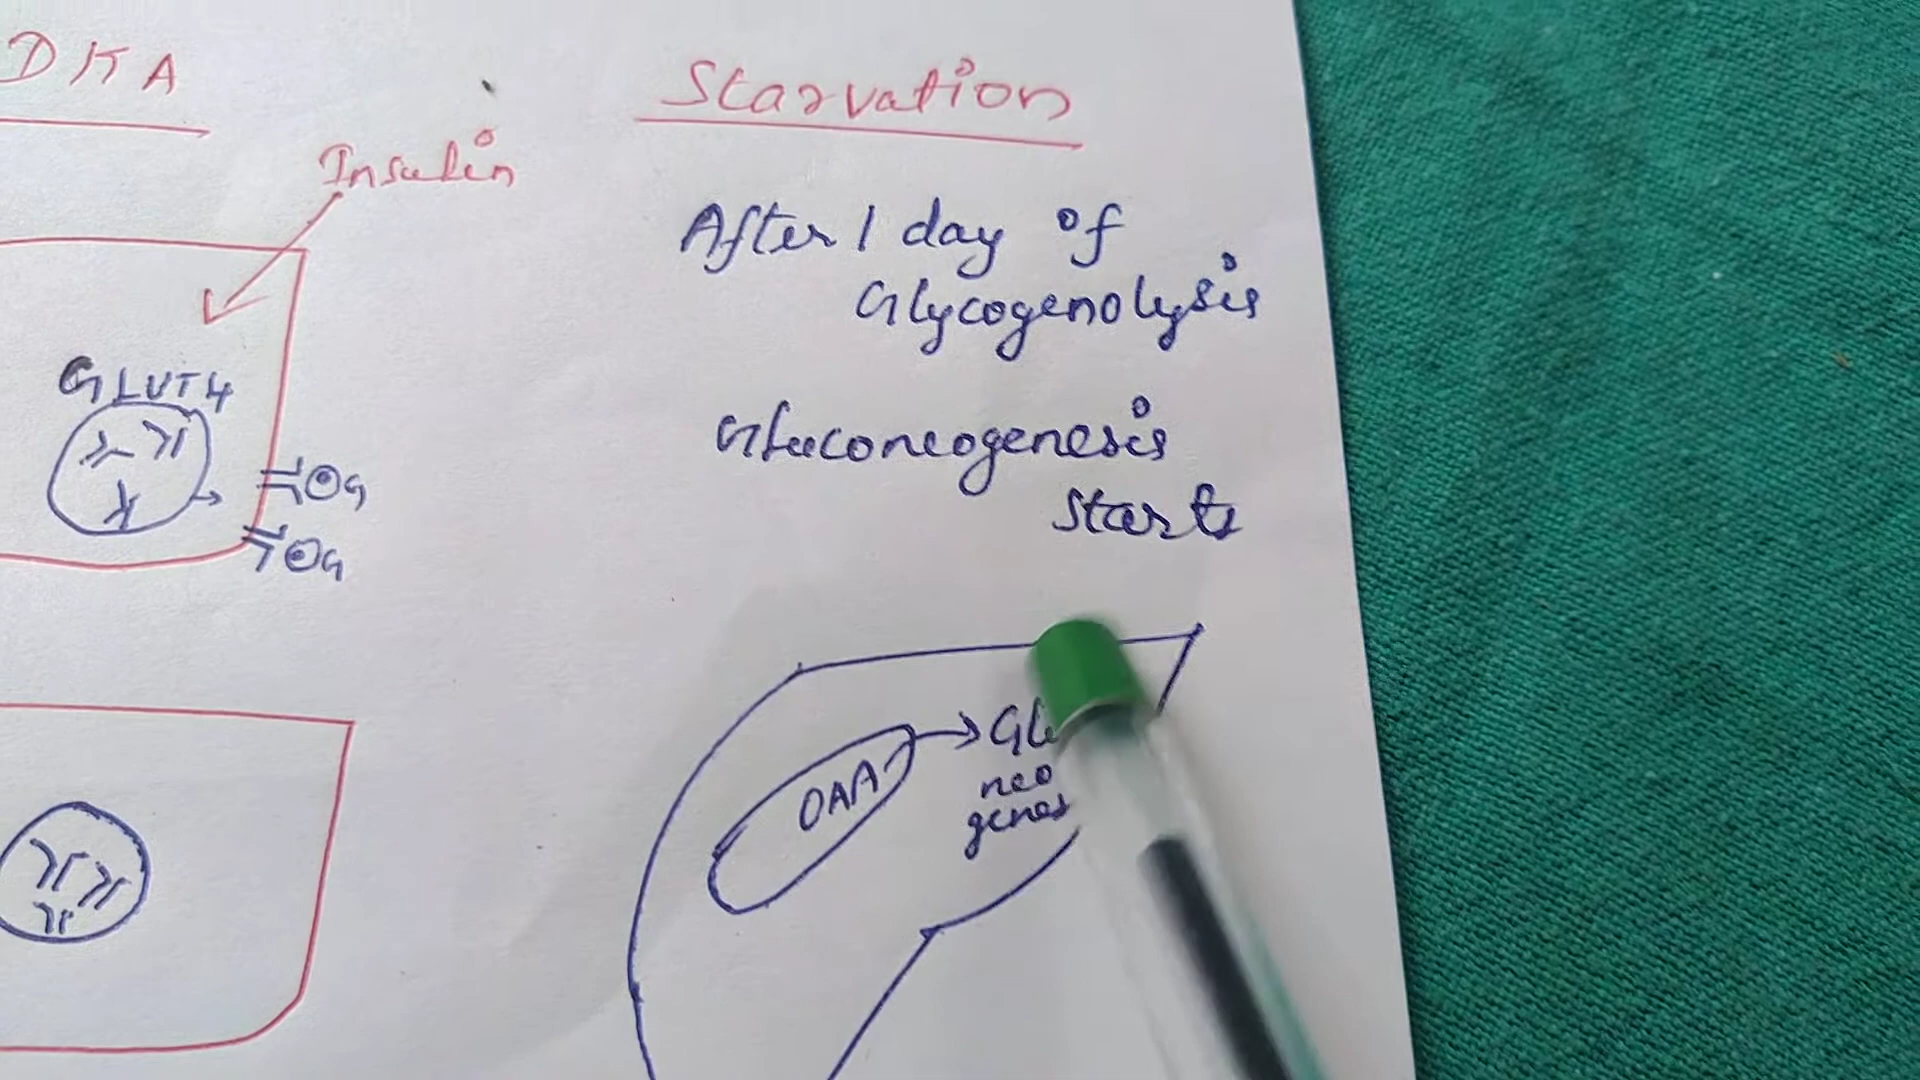 DKA
Insulin
GLUT4
G
G
Starvation
After 1 day of
Glycogenolysis
Gluconeogenesis
starts
OAA
neo